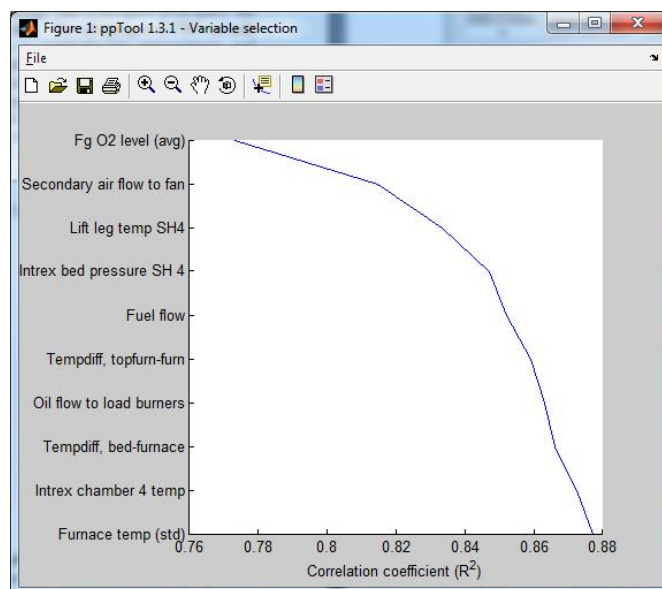 Figure 1: ppTool 1.3.1 - Variable selection
File
Fg O2 level (avg)
Secondary air flow to fan
Lift leg temp SH4
Intrex bed pressure SH 4
Fuel flow
Tempdiff, topfurn-furn
Oil flow to load burners
Tempdiff, bed-furnace
Intrex chamber 4 temp
Furnace temp (std)
0.76 0.78 0.8 0.82 0.84 0.86 0.88
Correlation coefficient (R²)